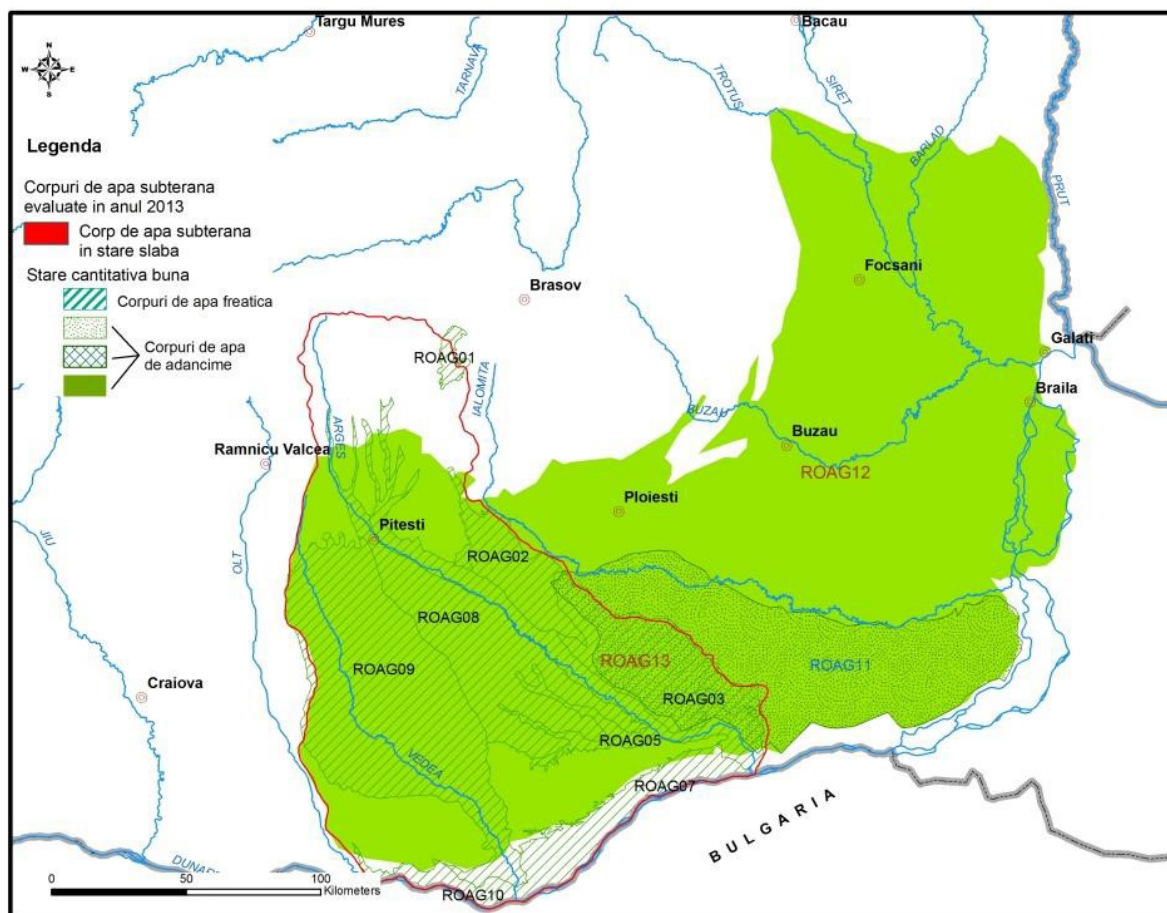 Targu Mures
Bacau
N
W
E
S
TARNAVA
TROTUS
SIRET
BARLAD
PRUT
Legenda
Corpuri de apa subterana
evaluate in anul 2013
Corp de apa subterana
in stare slaba
Stare cantitativa buna
Corpuri de apa freatica
Corpuri de apa
de adancime
Brasov
Focsani
Galati
Braila
ROAG01
IALOMITA
ARGES
BUZAU
Buzau
Ramnicu Valcea
ROAG12
Ploiesti
Pitesti
JIU
OLT
ROAG02
ROAG08
ROAG09
ROAG13
ROAG11
Craiova
ROAG03
ROAG05
VEDEA
ROAG07
BULGARIA
DUNA
ROAG10
0
50
100
Kilometers